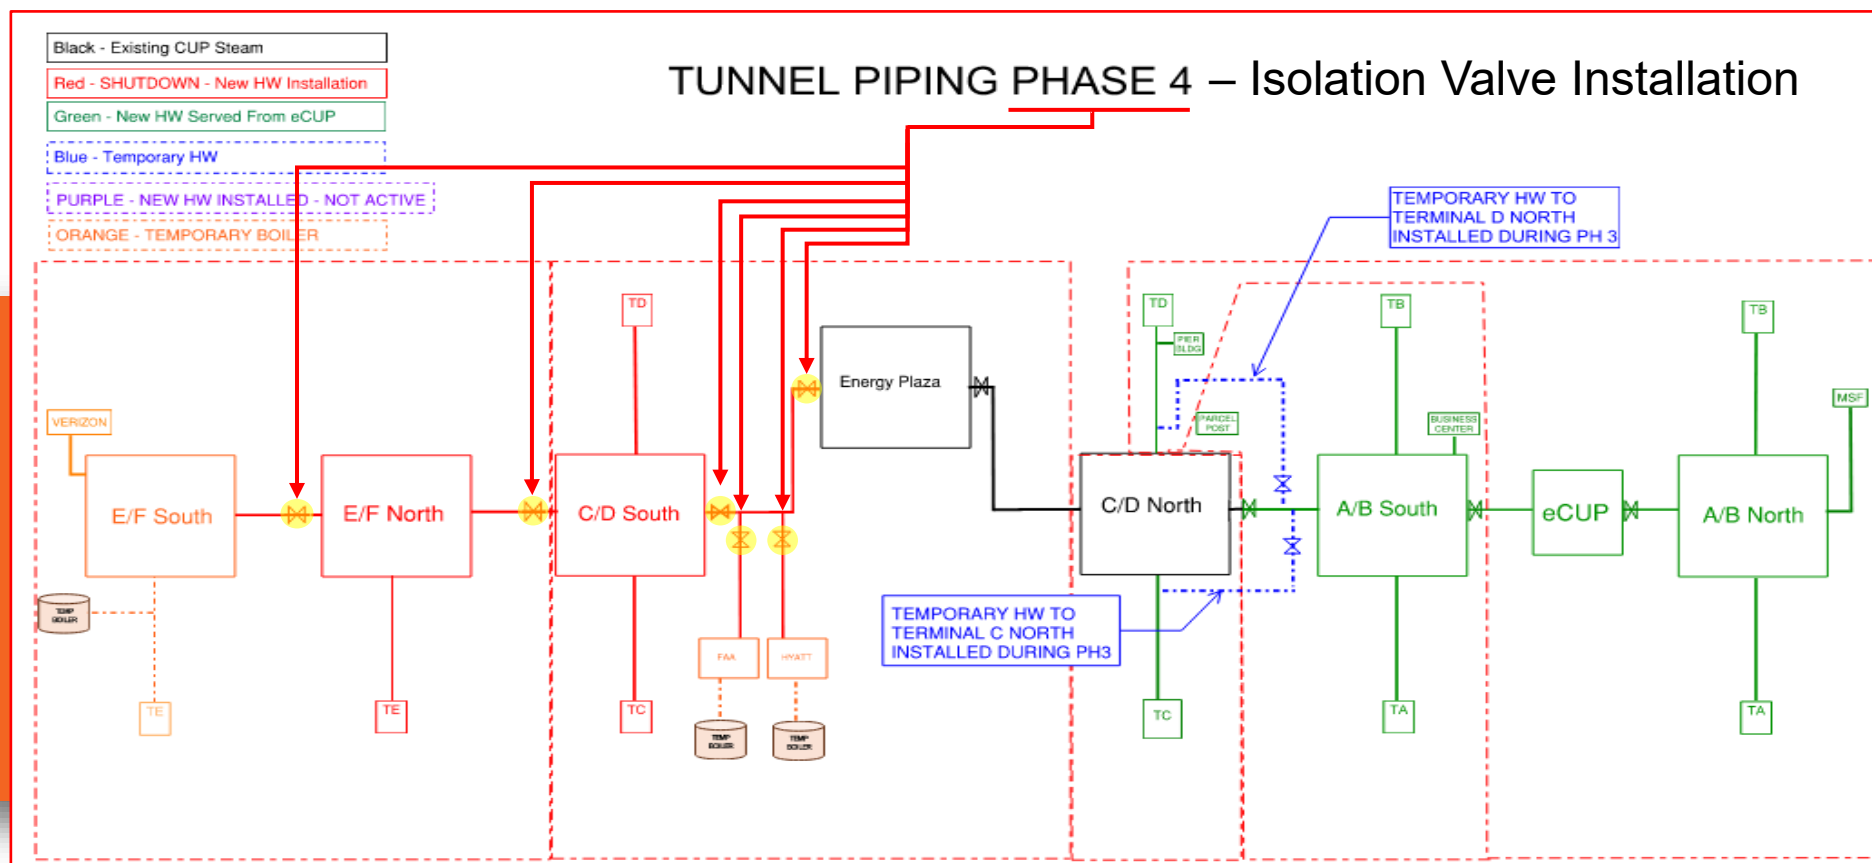 Black - Existing CUP Steam
Red - SHUTDOWN - New HW Installation
Green - New HW Served From eCUP
Blue - Temporary HW
PURPLE - NEW HW INSTALLED - NOT ACTIVE
ORANGE - TEMPORARY BOILER
TUNNEL PIPING PHASE 4 – Isolation Valve Installation
TEMPORARY HW TO
TERMINAL D NORTH
INSTALLED DURING PH 3
TD
TD
PIER
BLDG
TB
TB
Energy Plaza
VERIZON
PARCEL
POST
BUSINESS
CENTER
MSF
E/F South
E/F North
C/D South
C/D North
A/B South
eCUP
A/B North
TEMP
BOILER
TEMPORARY HW TO
TERMINAL C NORTH
INSTALLED DURING PH3
FAA
HYATT
TE
TE
TC
TC
TA
TA
TEMP
BOILER
TEMP
BOILER